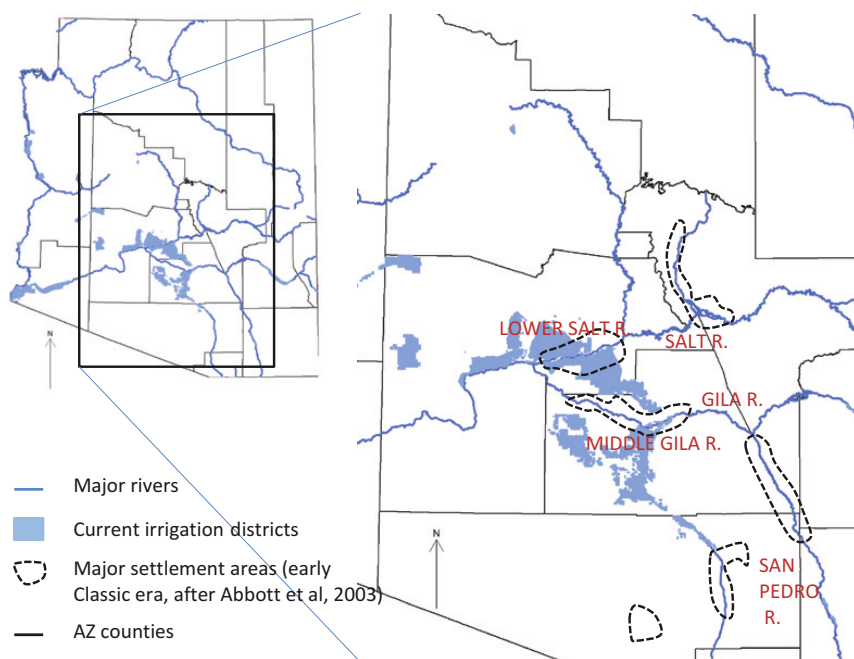 N
LOWER SALT R.
SALT R.
GILA R.
MIDDLE GILA R.
SAN
PEDRO
R.
N
Major rivers
Current irrigation districts
Major settlement areas (early
Classic era, after Abbott et al, 2003)
AZ counties